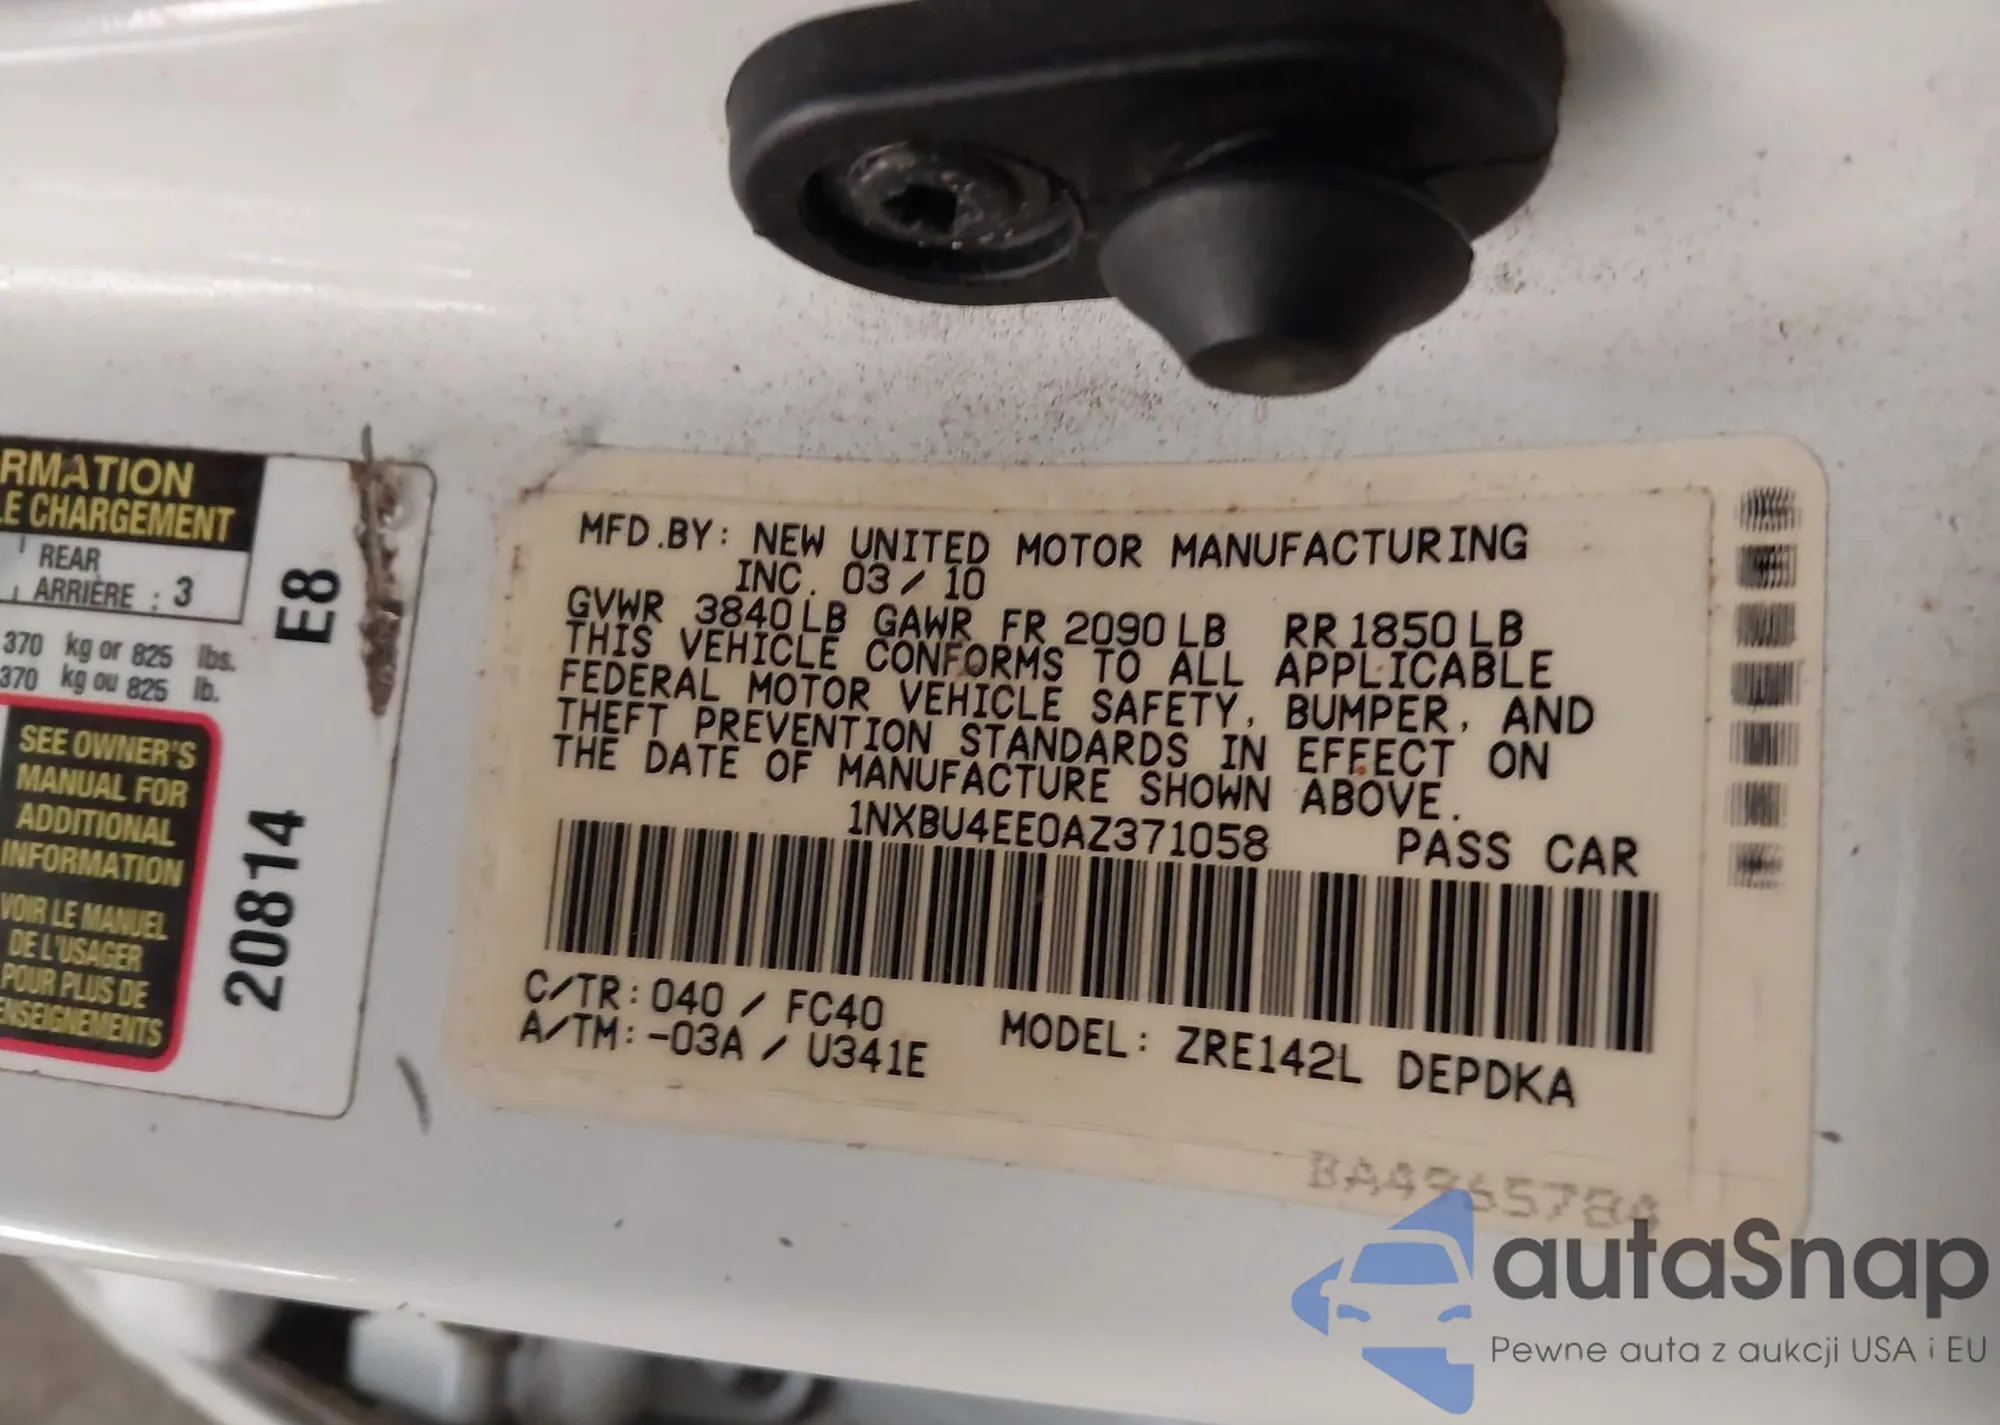 RMATION
LE CHARGEMENT
REAR
ARRIÈRE : 3
370 kg or 825 lbs.
370 kg ou 825 lb.
SEE OWNER'S
MANUAL FOR
ADDITIONAL
INFORMATION
VOIR LE MANUEL
DE L'USAGER
POUR PLUS DE
ENSEIGNEMENTS
E8
20814
MFD.BY: NEW UNITED MOTOR MANUFACTURING
INC. 03/10
GVWR 3840LB GAWR FR 2090LB RR 1850LB
THIS VEHICLE CONFORMS TO ALL APPLICABLE
FEDERAL MOTOR VEHICLE SAFETY, BUMPER, AND
THEFT PREVENTION STANDARDS IN EFFECT ON
THE DATE OF MANUFACTURE SHOWN ABOVE.
1NXBU4EE0AZ371058 PASS CAR
C/TR: 040 / FC40
A/TM: -03A / U341E
MODEL: ZRE142L DEPDKA
autaSnap
Pewne auta z aukcji USA i EU